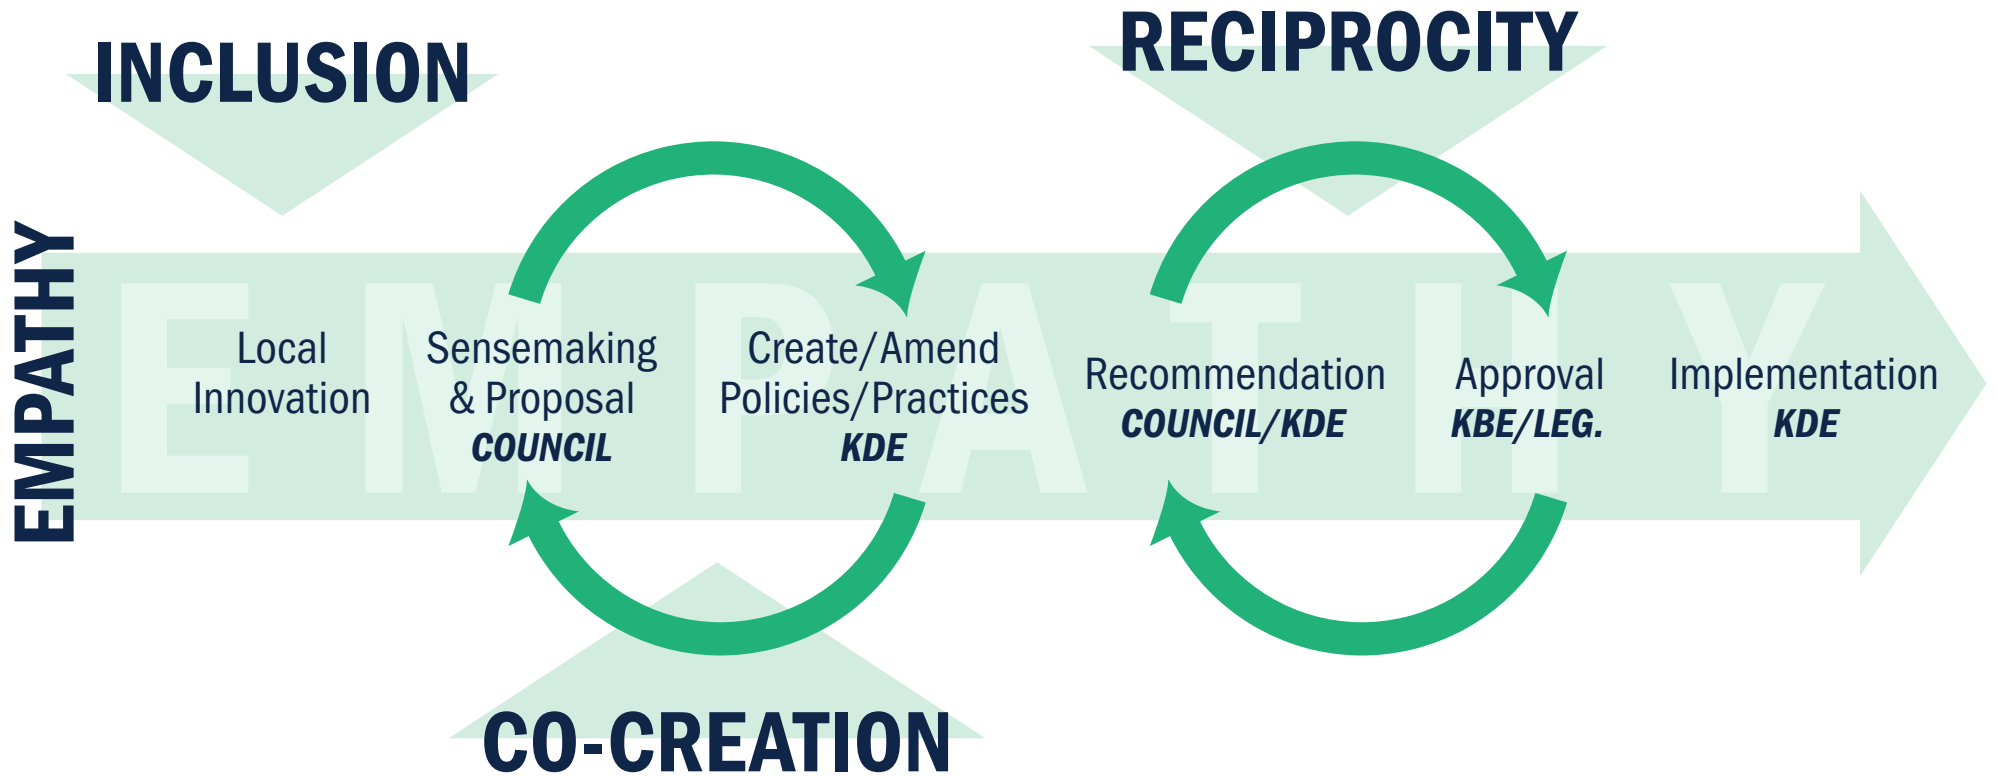 INCLUSION
RECIPROCITY
EMPATHY
EMPATHY
Local
Innovation
Sensemaking
& Proposal
COUNCIL
Create/Amend
Policies/Practices
KDE
Recommendation
COUNCIL/KDE
Approval
KBE/LEG.
Implementation
KDE
CO-CREATION